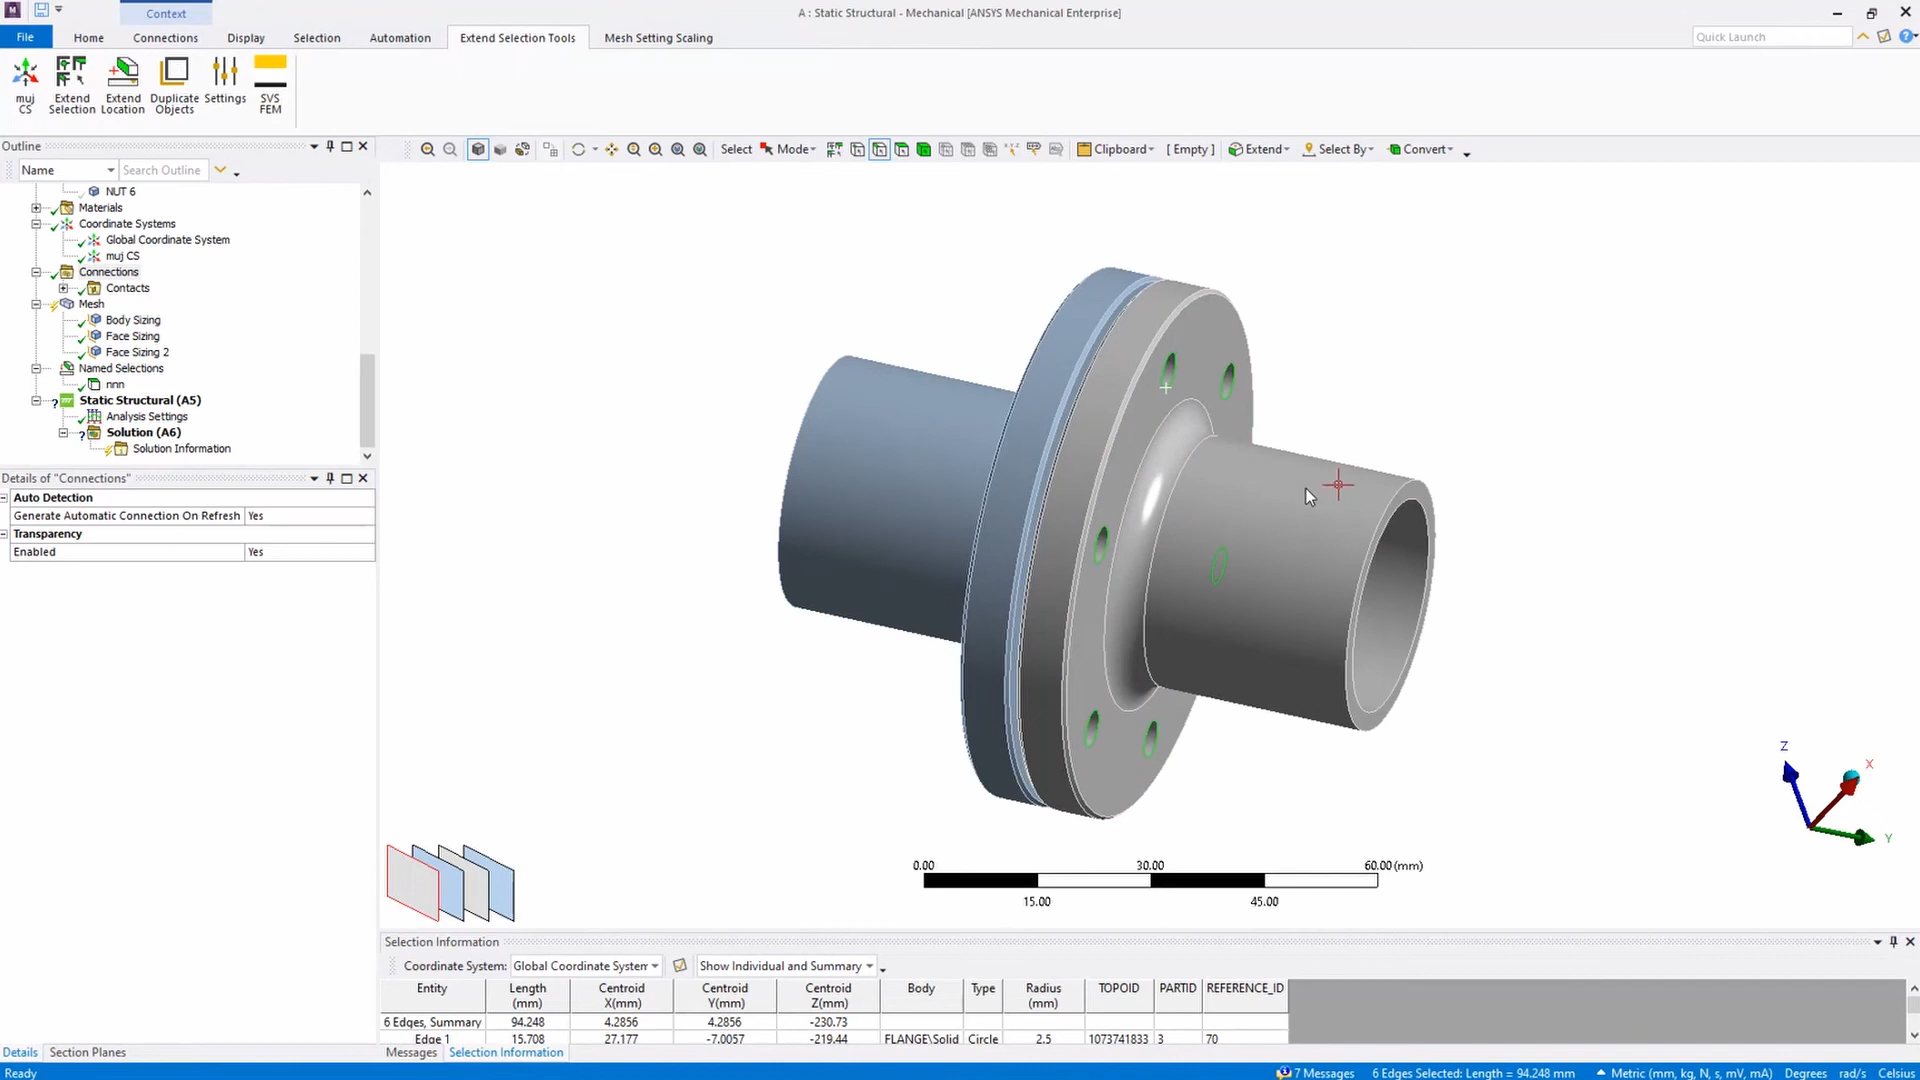 Context
A : Static Structural - Mechanical [ANSYS Mechanical Enterprise]
File Home Connections Display Selection Automation Extend Selection Tools Mesh Setting Scaling
Quick Launch
muj CS
Extend Selection
Extend Location
Duplicate Objects
Settings
SVS FEM
Outline
Name Search Outline
Select Mode Clipboard [ Empty ] Extend Select By Convert
NUT 6
Materials
Coordinate Systems
Global Coordinate System
muj CS
Connections
Contacts
Mesh
Body Sizing
Face Sizing
Face Sizing 2
Named Selections
nnn
Static Structural (A5)
Analysis Settings
Solution (A6)
Solution Information
Details of "Connections"
Auto Detection
Generate Automatic Connection On Refresh Yes
Transparency
Enabled Yes
Z
X
Y
0.00 30.00 60.00 (mm)
15.00 45.00
Selection Information
Coordinate System: Global Coordinate System Show Individual and Summary
Entity Length (mm) Centroid X(mm) Centroid Y(mm) Centroid Z(mm) Body Type Radius (mm) TOPOID PARTID REFERENCE_ID
6 Edges, Summary 94.248 4.2856 4.2856 -230.73
Edge 1 15.708 27.177 -7.0057 -219.44 FLANGE\Solid Circle 2.5 1073741833 3 70
Details Section Planes Messages Selection Information
Ready 7 Messages 6 Edges Selected: Length = 94.248 mm Metric (mm, kg, N, s, mV, mA) Degrees rad/s Celsius